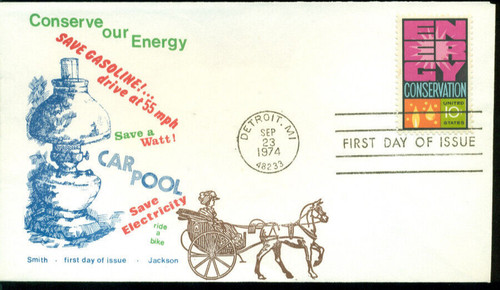 Conserve
our
Energy
SAVE GASOLINE!...
drive at 55 mph
Save a
Watt!
CAR
POOL
Save
Electricity
ride
a
bike
Smith · first day of issue · Jackson
DETROIT-MI
SEP
23
1974
48233
ENERGY
CONSERVATION
UNITED
STATES
10c
FIRST DAY OF ISSUE